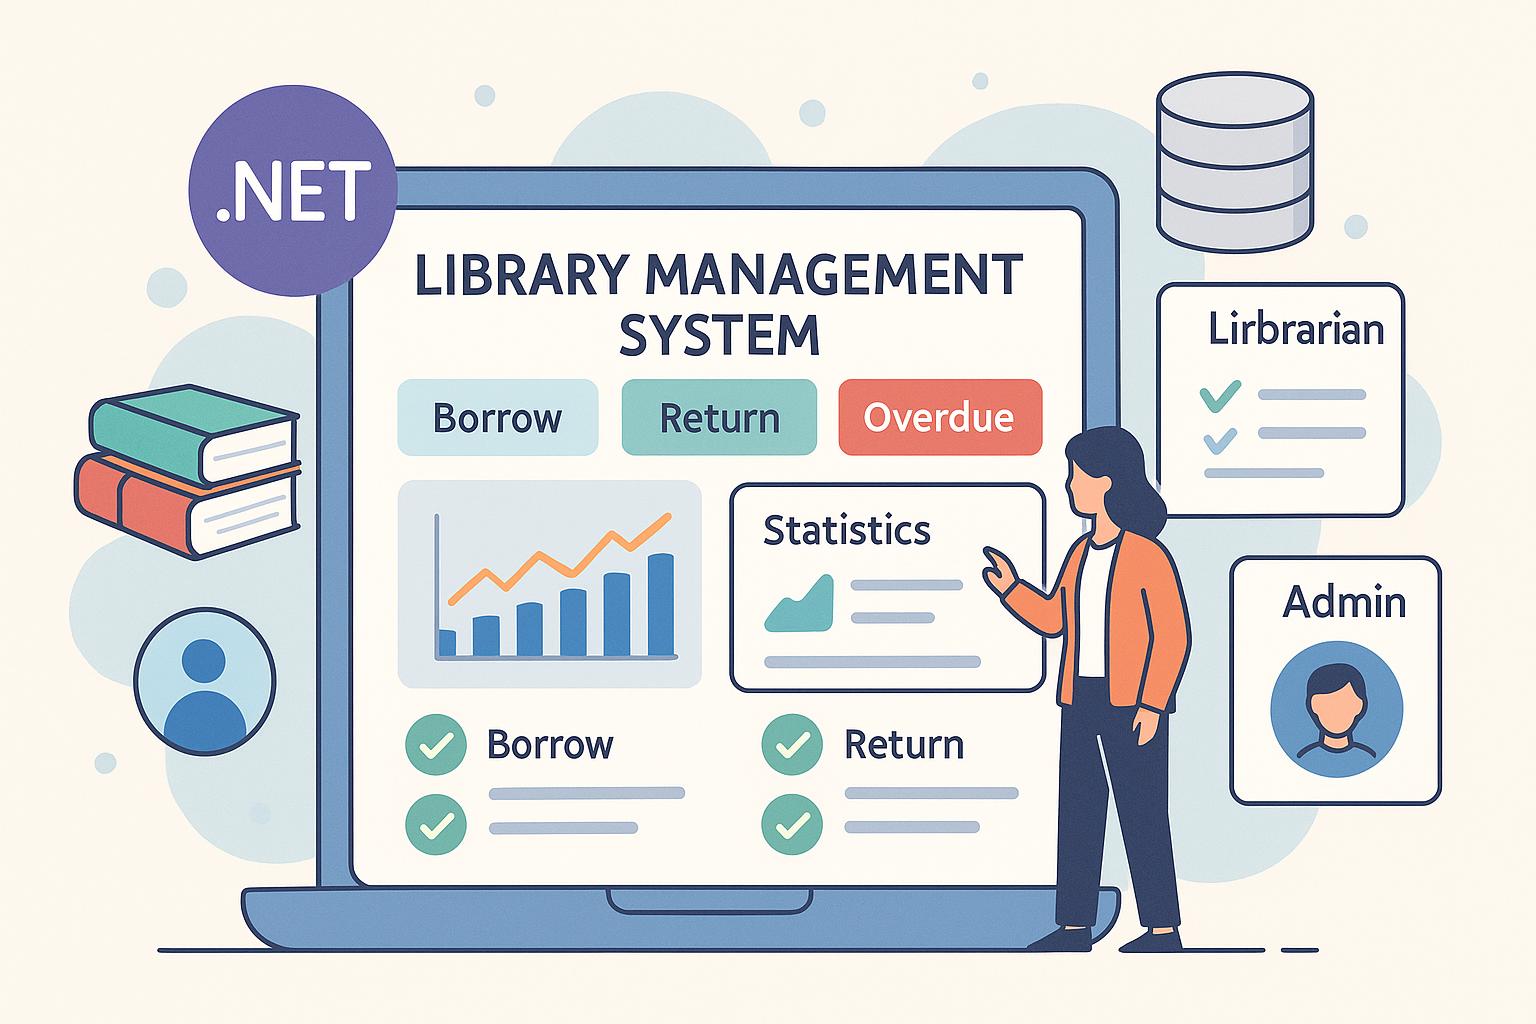 .NET
LIBRARY MANAGEMENT
SYSTEM
Borrow
Return
Overdue
Statistics
Borrow
Return
Lirbrarian
Admin